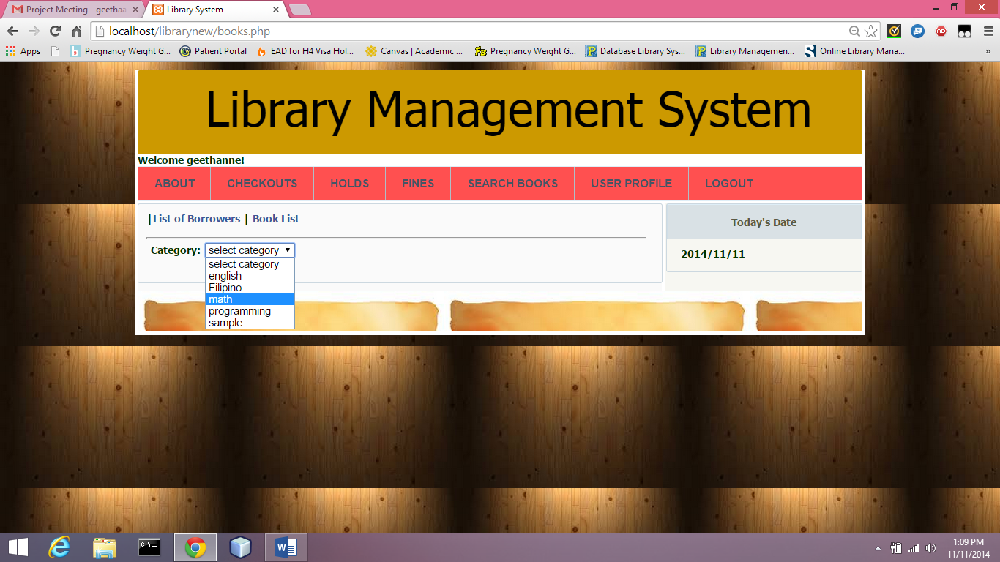 Project Meeting - geethaa
Library System
localhost/librarynew/books.php
Apps
Pregnancy Weight G...
Patient Portal
EAD for H4 Visa Hol...
Canvas | Academic ...
Pregnancy Weight G...
Database Library Sys...
Library Managemen...
Online Library Mana...
»
Library Management System
Welcome geethanne!
ABOUT CHECKOUTS HOLDS FINES SEARCH BOOKS USER PROFILE LOGOUT
|List of Borrowers | Book List
Today's Date
2014/11/11
Category: select category
select category
english
Filipino
math
programming
sample
1:09 PM
11/11/2014